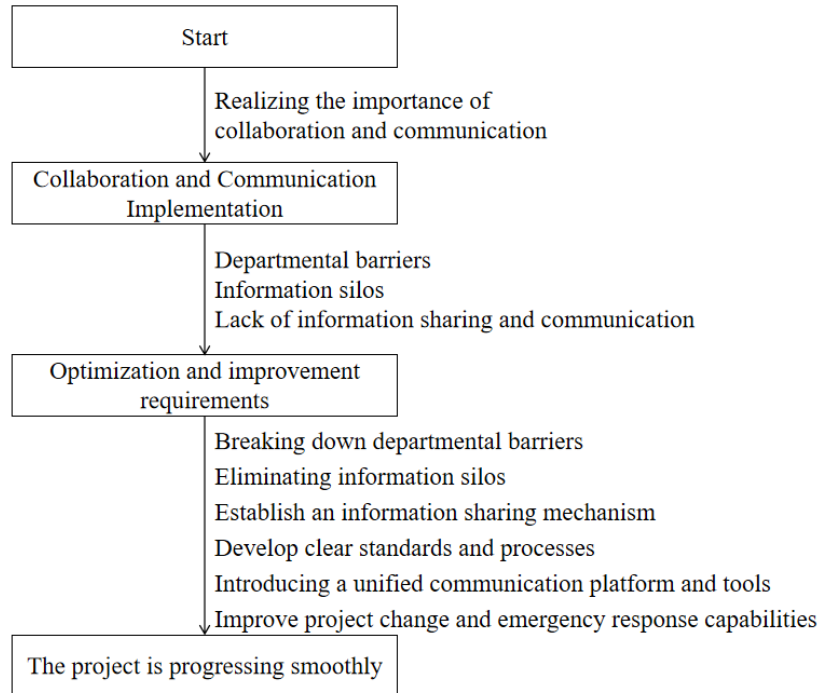 Start
Realizing the importance of
collaboration and communication
Collaboration and Communication
Implementation
Departmental barriers
Information silos
Lack of information sharing and communication
Optimization and improvement
requirements
Breaking down departmental barriers
Eliminating information silos
Establish an information sharing mechanism
Develop clear standards and processes
Introducing a unified communication platform and tools
Improve project change and emergency response capabilities
The project is progressing smoothly